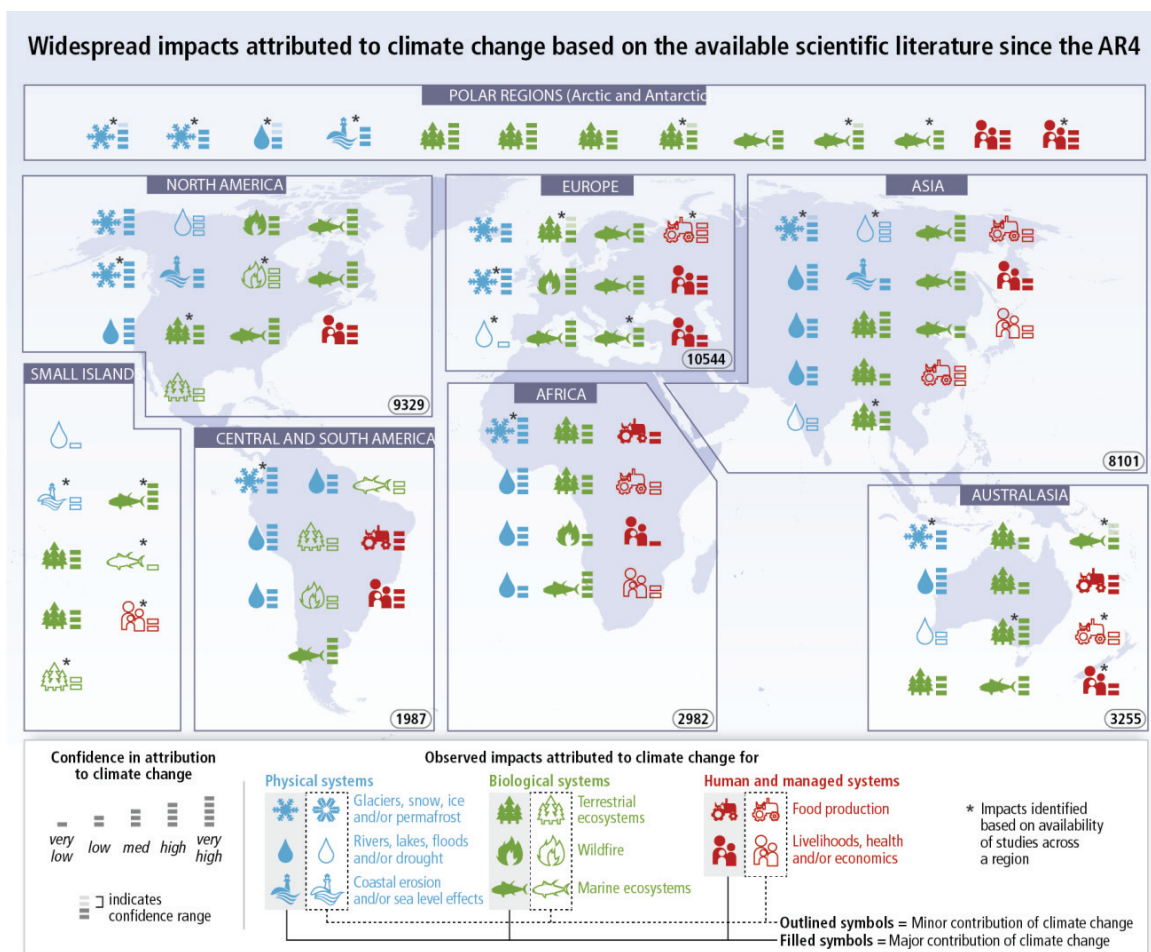 Widespread impacts attributed to climate change based on the available scientific literature since the AR4
POLAR REGIONS (Arctic and Antarctic
* * * * * * * *
NORTH AMERICA
* * *
9329
EUROPE
* * * * *
10544
ASIA
* * *
8101
SMALL ISLAND
* * * * *
CENTRAL AND SOUTH AMERICA
*
1987
AFRICA
*
2982
AUSTRALASIA
* * * * *
3255
Confidence in attribution
to climate change
very low
low
med
high
very high
indicates
confidence range
Observed impacts attributed to climate change for
Physical systems
Glaciers, snow, ice
and/or permafrost
Rivers, lakes, floods
and/or drought
Coastal erosion
and/or sea level effects
Biological systems
Terrestrial
ecosystems
Wildfire
Marine ecosystems
Human and managed systems
Food production
Livelihoods, health
and/or economics
* Impacts identified
based on availability
of studies across
a region
Outlined symbols = Minor contribution of climate change
Filled symbols = Major contribution of climate change